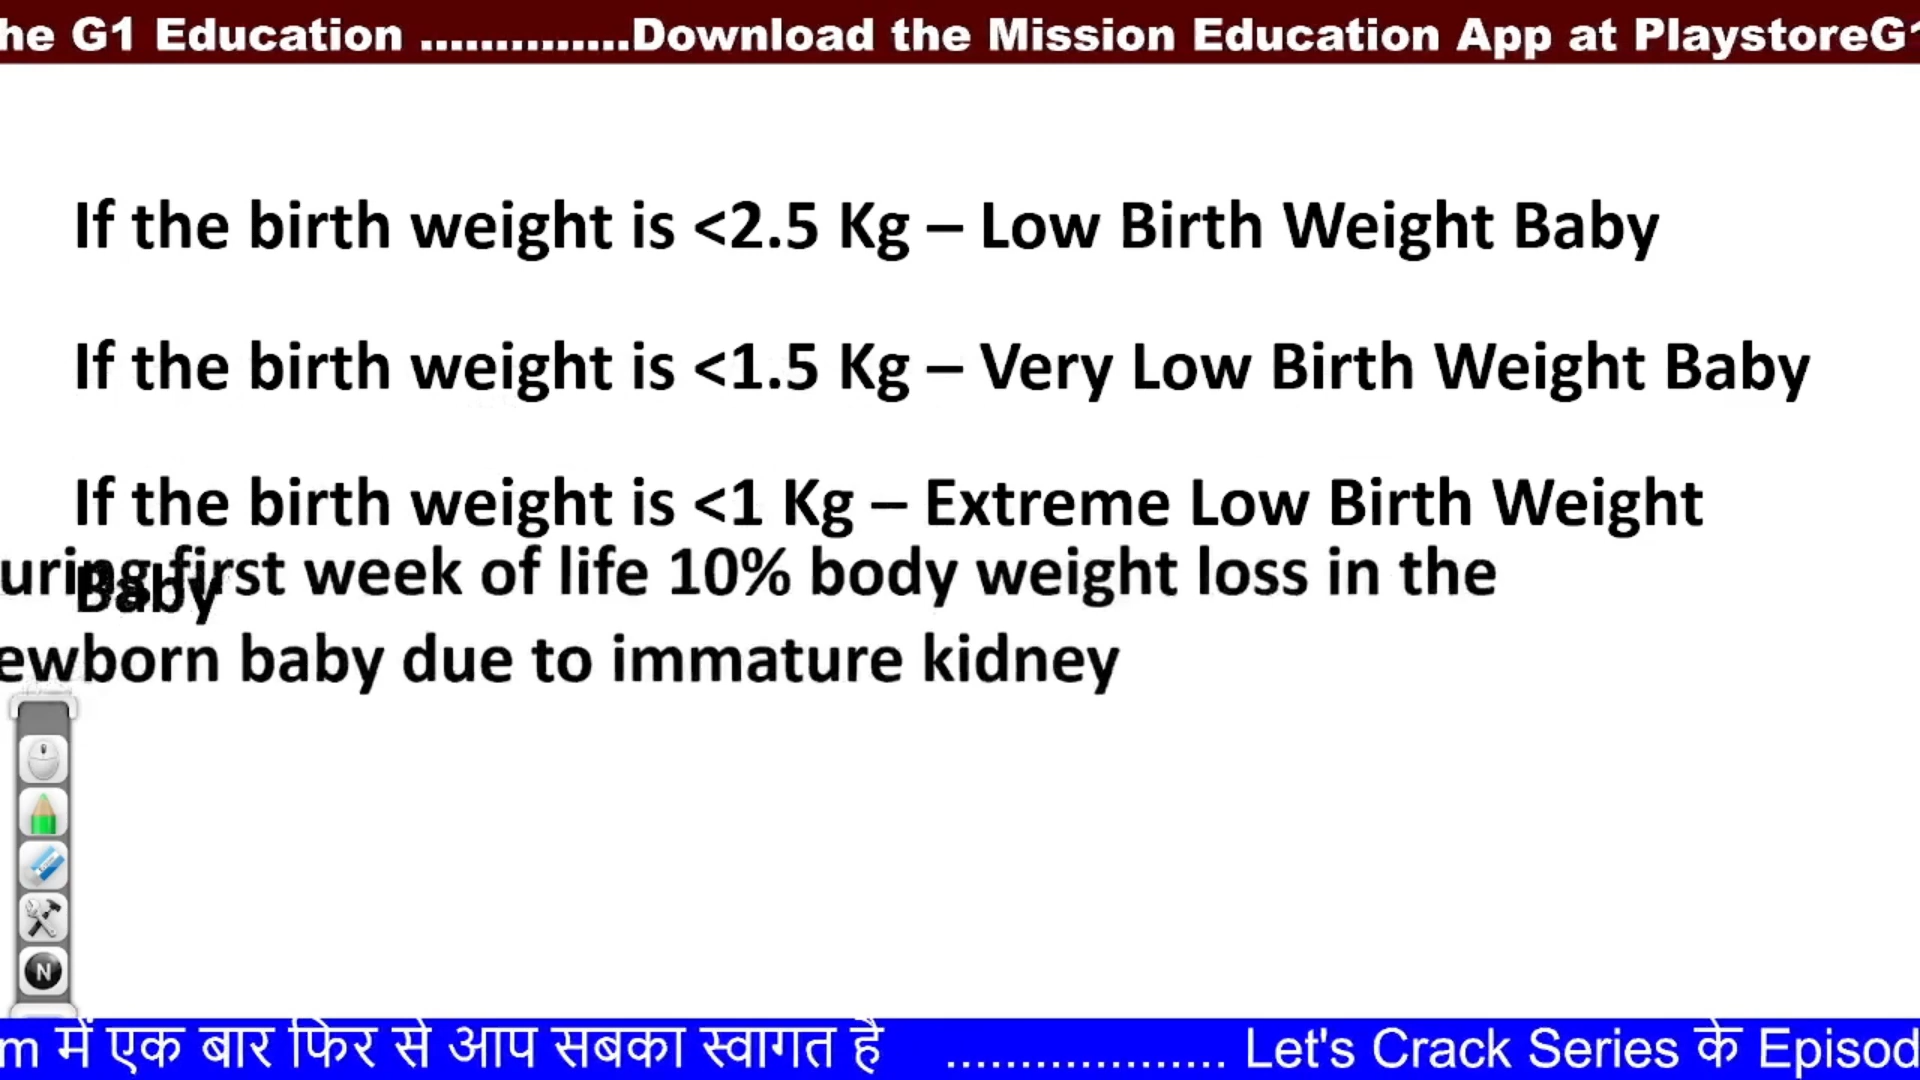 he G1 Education ..............Download the Mission Education App at PlaystoreG1
If the birth weight is <2.5 Kg – Low Birth Weight Baby
If the birth weight is <1.5 Kg – Very Low Birth Weight Baby
If the birth weight is <1 Kg – Extreme Low Birth Weight
Baby
uring first week of life 10% body weight loss in the
ewborn baby due to immature kidney
N
m में एक बार फिर से आप सबका स्वागत है ................... Let's Crack Series के Episod